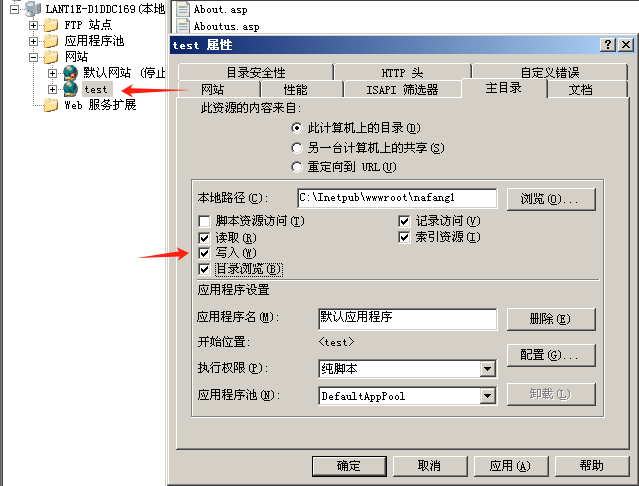 LANT1E-D1DDC169(本地
FTP 站点
应用程序池
网站
默认网站 (停止
test
Web 服务扩展
About.asp
Aboutus.asp
test 属性
目录安全性
HTTP 头
自定义错误
网站
性能
ISAPI 筛选器
主目录
文档
此资源的内容来自:
此计算机上的目录(D)
另一台计算机上的共享(S)
重定向到 URL(U)
本地路径(C):
C:\Inetpub\wwwroot\nafang1
浏览(O)...
脚本资源访问(T)
记录访问(V)
读取(R)
索引资源(I)
写入(W)
目录浏览(B)
应用程序设置
应用程序名(M):
默认应用程序
删除(E)
开始位置:
<test>
配置(G)...
执行权限(P):
纯脚本
应用程序池(N):
DefaultAppPool
卸载(L)
确定
取消
应用(A)
帮助